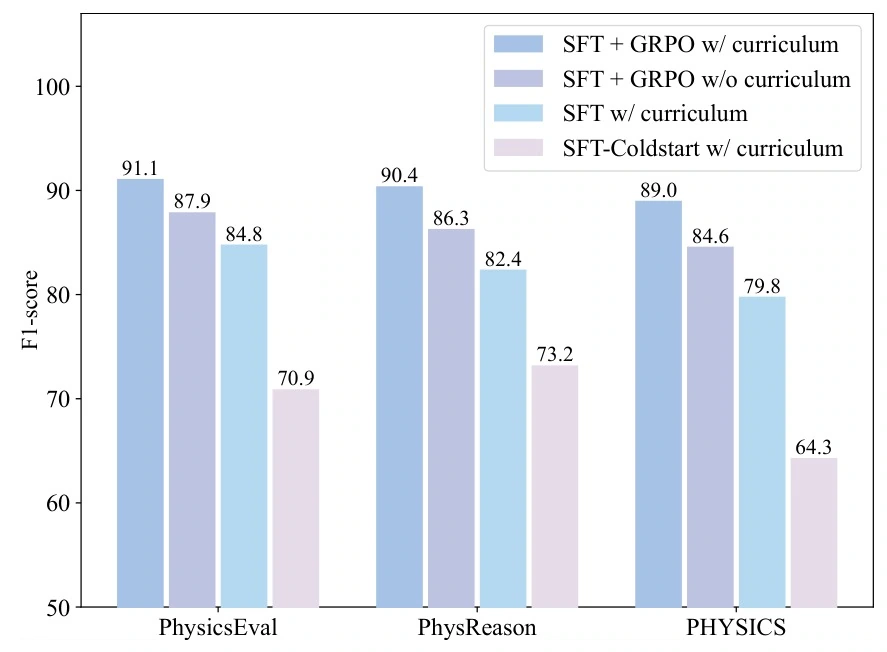 SFT + GRPO w/ curriculum
SFT + GRPO w/o curriculum
SFT w/ curriculum
SFT-Coldstart w/ curriculum
F1-score
100
90
80
70
60
50
91.1
87.9
84.8
70.9
90.4
86.3
82.4
73.2
89.0
84.6
79.8
64.3
PhysicsEval
PhysReason
PHYSICS